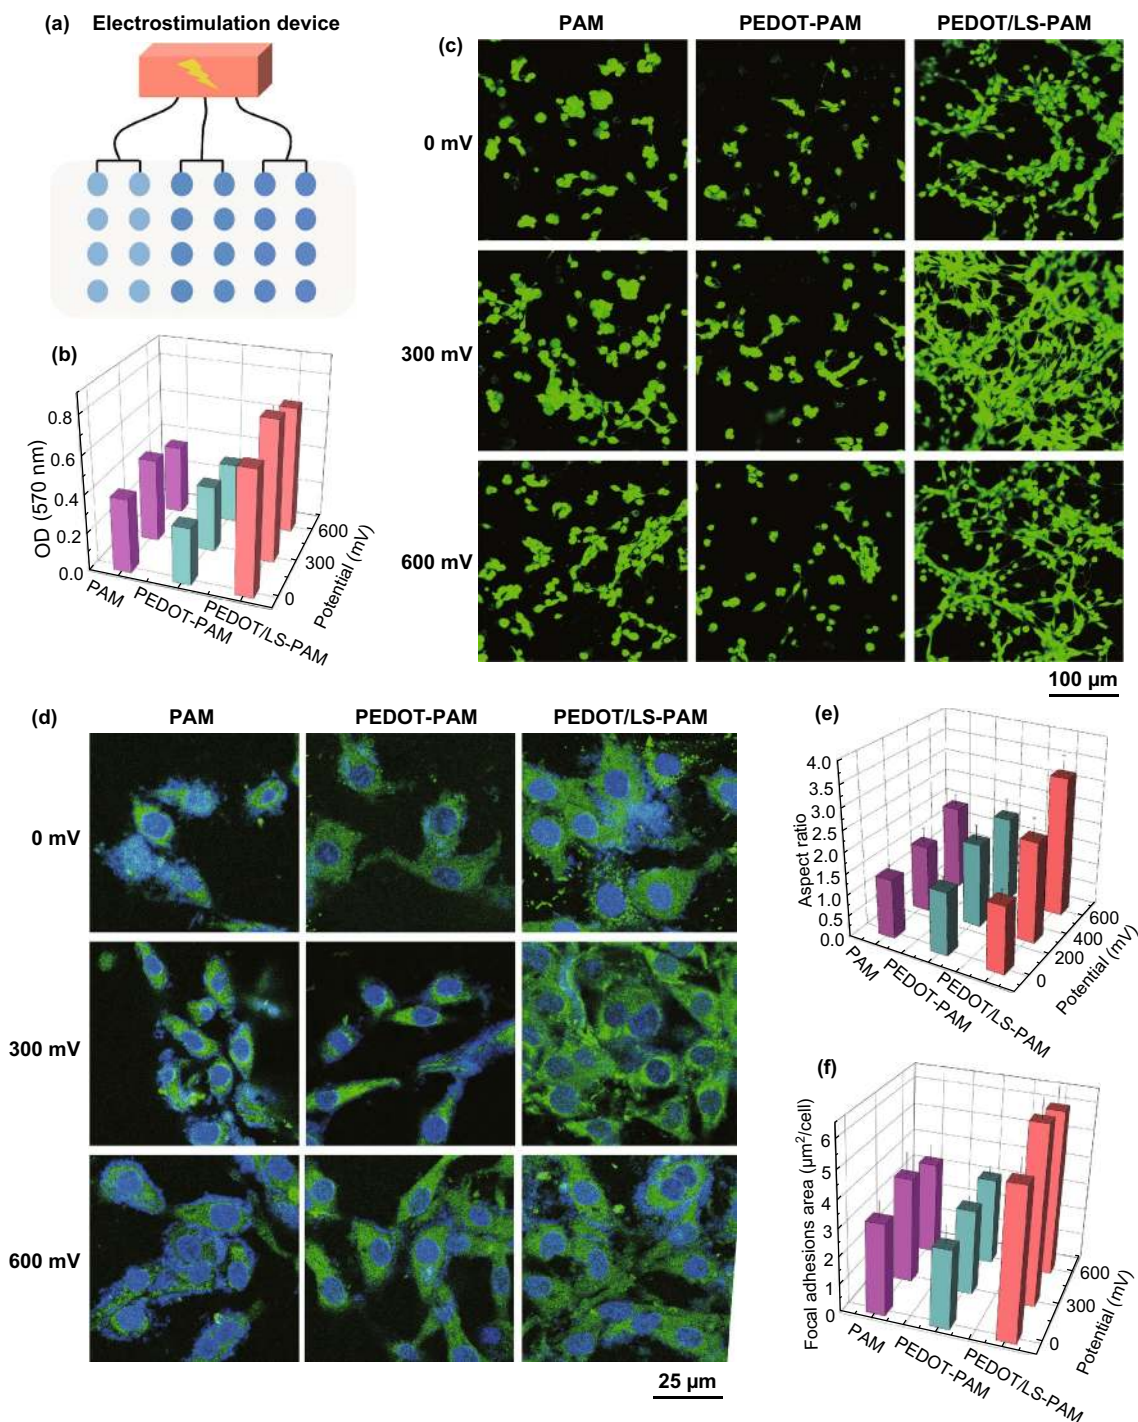 (a) Electrostimulation device
(b)
OD (570 nm)
0.8
0.6
0.4
0.2
0.0
PAM
PEDOT-PAM
PEDOT/LS-PAM
0
300
600
Potential (mV)
(c)
PAM PEDOT-PAM PEDOT/LS-PAM
0 mV
300 mV
600 mV
100 µm
(d)
PAM PEDOT-PAM PEDOT/LS-PAM
0 mV
300 mV
600 mV
25 µm
(e)
Aspect ratio
4.0
3.5
3.0
2.5
2.0
1.5
1.0
0.5
0.0
PAM
PEDOT-PAM
PEDOT/LS-PAM
0
200
400
600
Potential (mV)
(f)
Focal adhesions area (µm²/cell)
6
5
4
3
2
1
0
PAM
PEDOT-PAM
PEDOT/LS-PAM
0
300
600
Potential (mV)